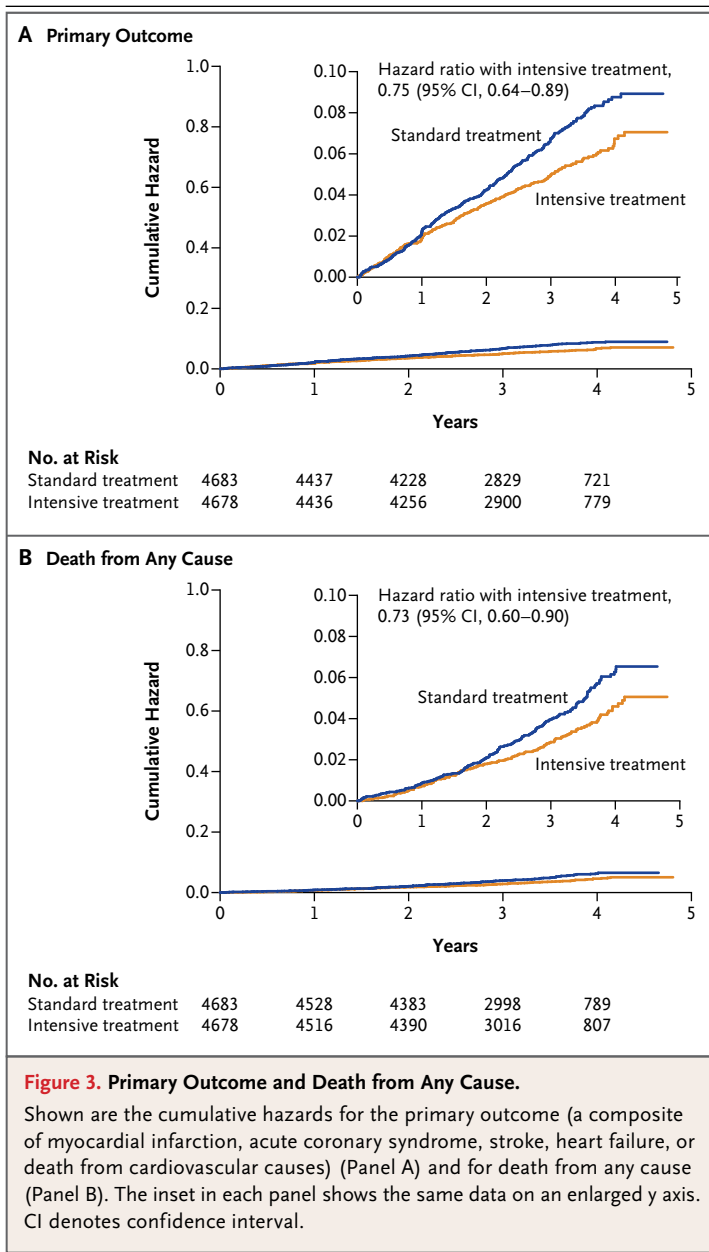 A Primary Outcome
1.0
0.8
0.6
0.4
0.2
0.0
0 1 2 3 4 5
Cumulative Hazard
Years
0.10
0.08
0.06
0.04
0.02
0.00
0 1 2 3 4 5
Hazard ratio with intensive treatment,
0.75 (95% CI, 0.64–0.89)
Standard treatment
Intensive treatment
No. at Risk
Standard treatment 4683 4437 4228 2829 721
Intensive treatment 4678 4436 4256 2900 779
B Death from Any Cause
1.0
0.8
0.6
0.4
0.2
0.0
0 1 2 3 4 5
Cumulative Hazard
Years
0.10
0.08
0.06
0.04
0.02
0.00
0 1 2 3 4 5
Hazard ratio with intensive treatment,
0.73 (95% CI, 0.60–0.90)
Standard treatment
Intensive treatment
No. at Risk
Standard treatment 4683 4528 4383 2998 789
Intensive treatment 4678 4516 4390 3016 807
Figure 3. Primary Outcome and Death from Any Cause.
Shown are the cumulative hazards for the primary outcome (a composite
of myocardial infarction, acute coronary syndrome, stroke, heart failure, or
death from cardiovascular causes) (Panel A) and for death from any cause
(Panel B). The inset in each panel shows the same data on an enlarged y axis.
CI denotes confidence interval.